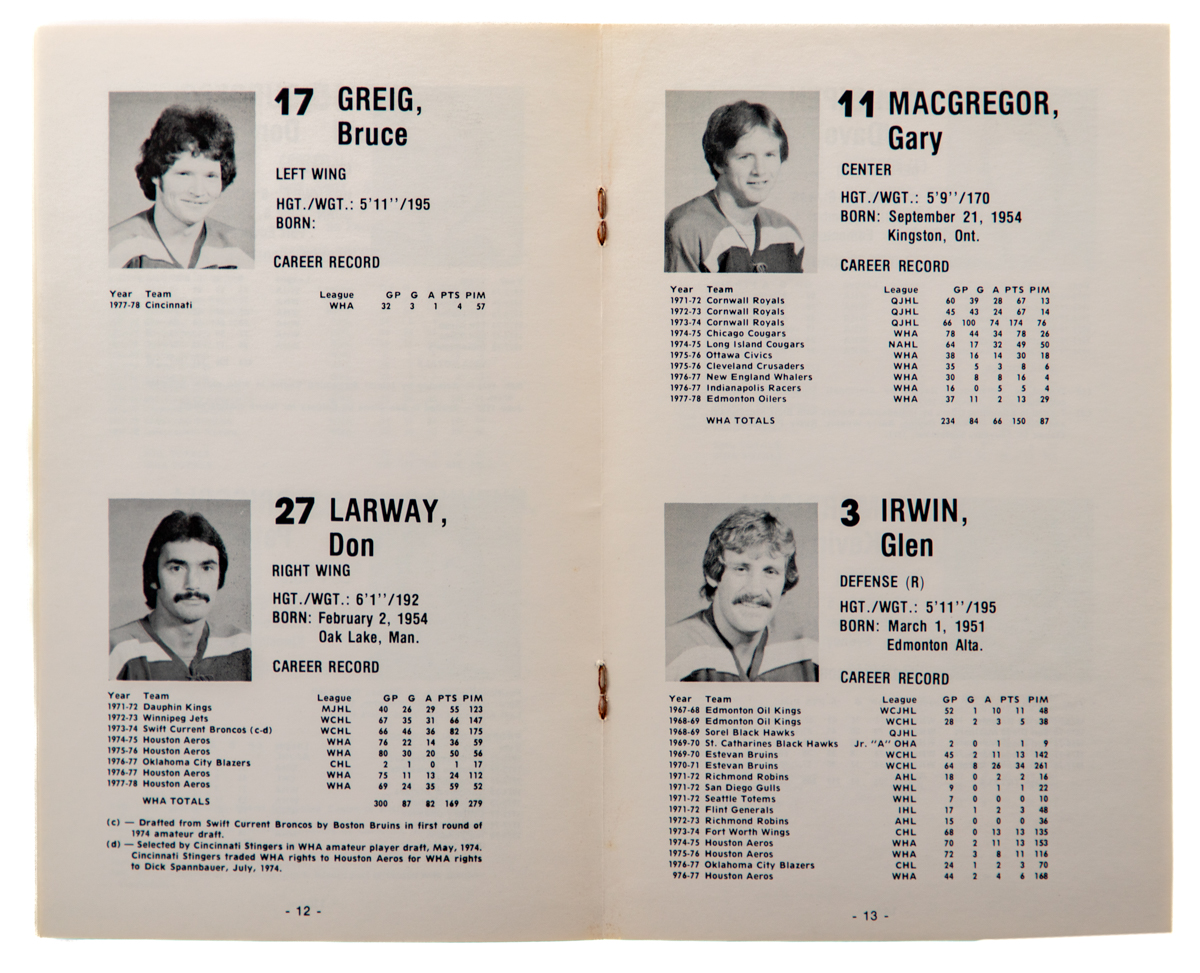 17 GREIG,
Bruce
LEFT WING
HGT./WGT.: 5'11''/195
BORN:
CAREER RECORD
Year Team League GP G A PTS PIM
1977-78 Cincinnati WHA 32 3 1 4 57
27 LARWAY,
Don
RIGHT WING
HGT./WGT.: 6'1''/192
BORN: February 2, 1954
Oak Lake, Man.
CAREER RECORD
Year Team League GP G A PTS PIM
1971-72 Dauphin Kings MJHL 40 26 29 55 123
1972-73 Winnipeg Jets WCHL 67 35 31 66 147
1973-74 Swift Current Broncos (c-d) WCHL 66 46 36 82 175
1974-75 Houston Aeros WHA 76 22 14 36 59
1975-76 Houston Aeros WHA 80 30 20 50 56
1976-77 Oklahoma City Blazers CHL 2 1 0 1 17
1976-77 Houston Aeros WHA 75 11 13 24 112
1977-78 Houston Aeros WHA 69 24 35 59 52
WHA TOTALS 300 87 82 169 279
(c) — Drafted from Swift Current Broncos by Boston Bruins in first round of
1974 amateur draft.
(d) — Selected by Cincinnati Stingers in WHA amateur player draft, May, 1974.
Cincinnati Stingers traded WHA rights to Houston Aeros for WHA rights
to Dick Spannbauer, July, 1974.
- 12 -
11 MACGREGOR,
Gary
CENTER
HGT./WGT.: 5'9''/170
BORN: September 21, 1954
Kingston, Ont.
CAREER RECORD
Year Team League GP G A PTS PIM
1971-72 Cornwall Royals QJHL 60 39 28 67 13
1972-73 Cornwall Royals QJHL 45 43 24 67 14
1973-74 Cornwall Royals QJHL 66 100 74 174 76
1974-75 Chicago Cougars WHA 78 44 34 78 26
1974-75 Long Island Cougars NAHL 64 17 32 49 50
1975-76 Ottawa Civics WHA 38 16 14 30 18
1975-76 Cleveland Crusaders WHA 35 5 3 8 6
1976-77 New England Whalers WHA 30 8 8 16 4
1976-77 Indianapolis Racers WHA 16 0 5 5 4
1977-78 Edmonton Oilers WHA 37 11 2 13 29
WHA TOTALS 234 84 66 150 87
3 IRWIN,
Glen
DEFENSE (R)
HGT./WGT.: 5'11''/195
BORN: March 1, 1951
Edmonton Alta.
CAREER RECORD
Year Team League GP G A PTS PIM
1967-68 Edmonton Oil Kings WCJHL 52 1 10 11 48
1968-69 Edmonton Oil Kings WCHL 28 2 3 5 38
1968-69 Sorel Black Hawks QJHL
1969-70 St. Catharines Black Hawks Jr. "A" OHA 2 0 1 1 9
1969-70 Estevan Bruins WCHL 45 2 11 13 142
1970-71 Estevan Bruins WCHL 64 8 26 34 261
1971-72 Richmond Robins AHL 18 0 2 2 16
1971-72 San Diego Gulls WHL 9 0 1 1 22
1971-72 Seattle Totems WHL 7 0 0 0 10
1971-72 Flint Generals IHL 17 1 2 3 48
1972-73 Richmond Robins AHL 15 0 0 0 36
1973-74 Fort Worth Wings CHL 68 0 13 13 135
1974-75 Houston Aeros WHA 70 2 11 13 153
1975-76 Houston Aeros WHA 72 3 8 11 116
1976-77 Oklahoma City Blazers CHL 24 1 2 3 70
976-77 Houston Aeros WHA 44 2 4 6 168
- 13 -